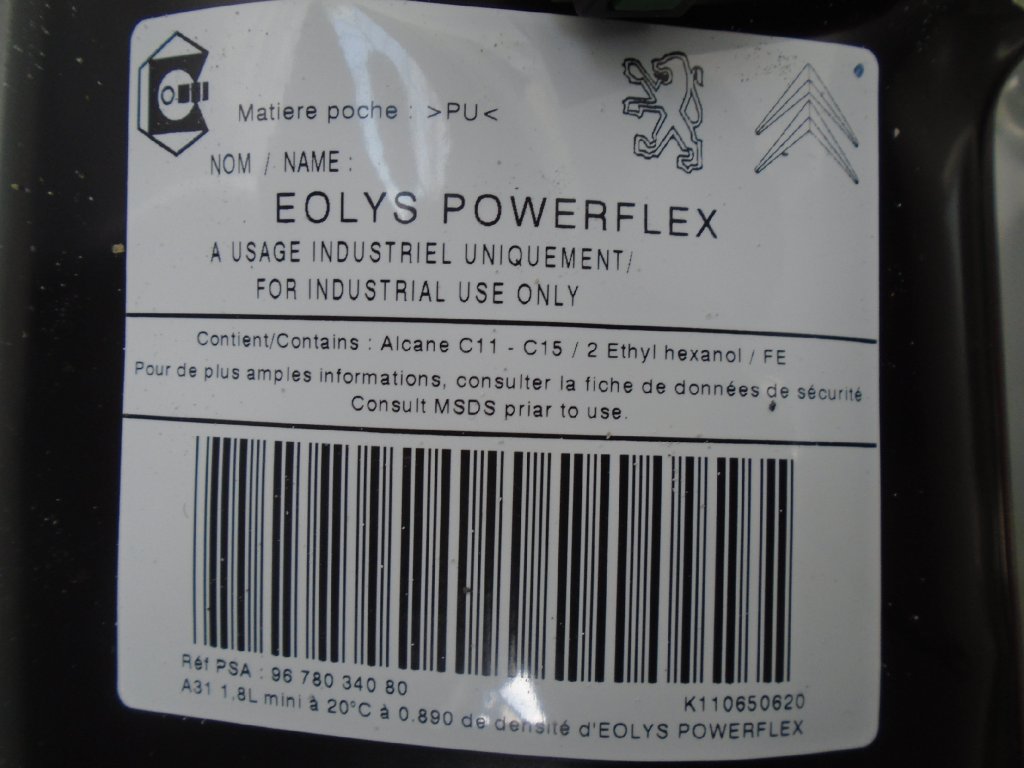 Matiere poche : >PU<
NOM / NAME :
EOLYS POWERFLEX
A USAGE INDUSTRIEL UNIQUEMENT/
FOR INDUSTRIAL USE ONLY
Contient/Contains : Alcane C11 - C15 / 2 Ethyl hexanol / FE
Pour de plus amples informations, consulter la fiche de données de sécurité
Consult MSDS priar to use.
Réf PSA : 96 780 340 80
K110650620
A31 1,8L mini à 20°C à 0.890 de densité d'EOLYS POWERFLEX